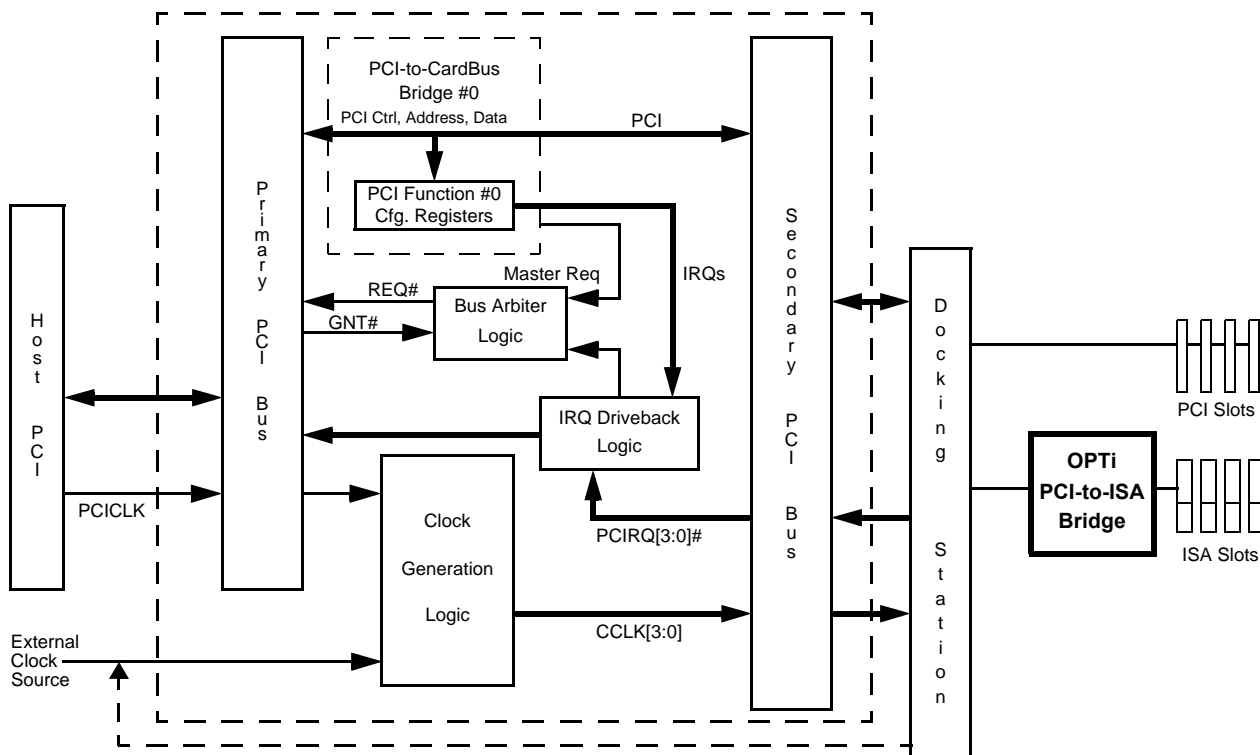 PCI-to-CardBus
Bridge #0
PCI Ctrl, Address, Data
PCI
PCI Function #0
Cfg. Registers
Primary PCI Bus
Secondary PCI Bus
Host PCI
Docking Station
Master Req
IRQs
REQ#
GNT#
Bus Arbiter
Logic
IRQ Driveback
Logic
PCI Slots
OPTi
PCI-to-ISA
Bridge
ISA Slots
PCICLK
Clock
Generation
Logic
PCIRQ[3:0]#
CCLK[3:0]
External
Clock
Source